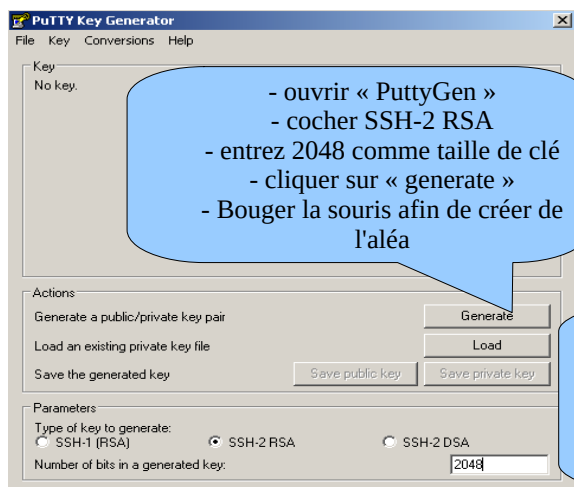 PuTTY Key Generator
File Key Conversions Help
Key
No key.
- ouvrir « PuttyGen »
- cocher SSH-2 RSA
- entrez 2048 comme taille de clé
- cliquer sur « generate »
- Bouger la souris afin de créer de
l'aléa
Actions
Generate a public/private key pair
Generate
Load an existing private key file
Load
Save the generated key
Save public key
Save private key
Parameters
Type of key to generate:
SSH-1 (RSA)
SSH-2 RSA
SSH-2 DSA
Number of bits in a generated key:
2048